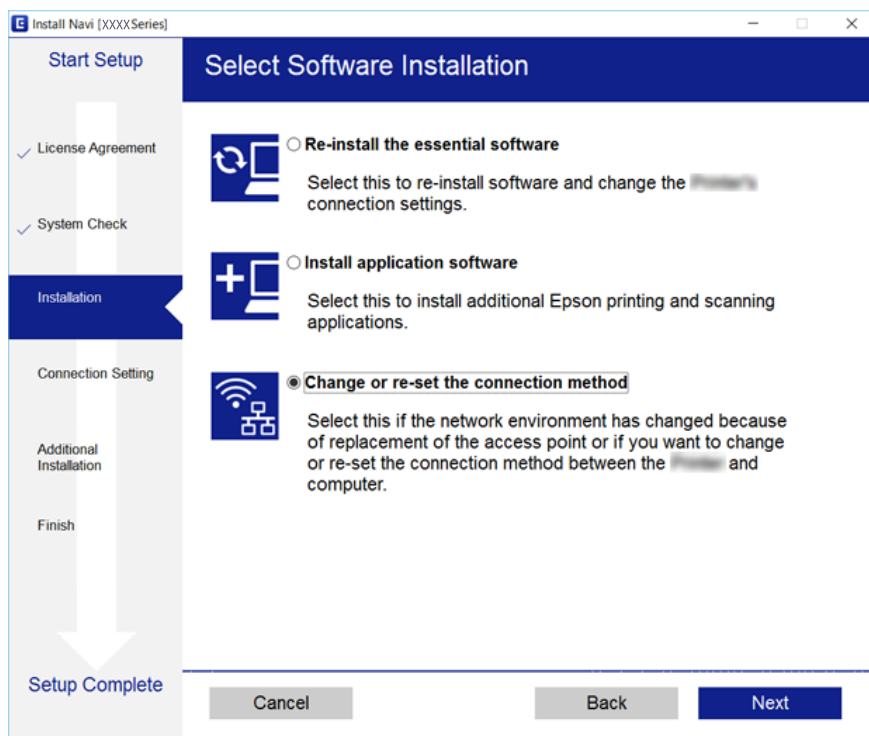 Install Navi [XXXX Series]
Start Setup
License Agreement
System Check
Installation
Connection Setting
Additional
Installation
Finish
Setup Complete
Select Software Installation
Re-install the essential software
Select this to re-install software and change the
connection settings.
Install application software
Select this to install additional Epson printing and scanning
applications.
Change or re-set the connection method
Select this if the network environment has changed because
of replacement of the access point or if you want to change
or re-set the connection method between the and
computer.
Cancel
Back
Next